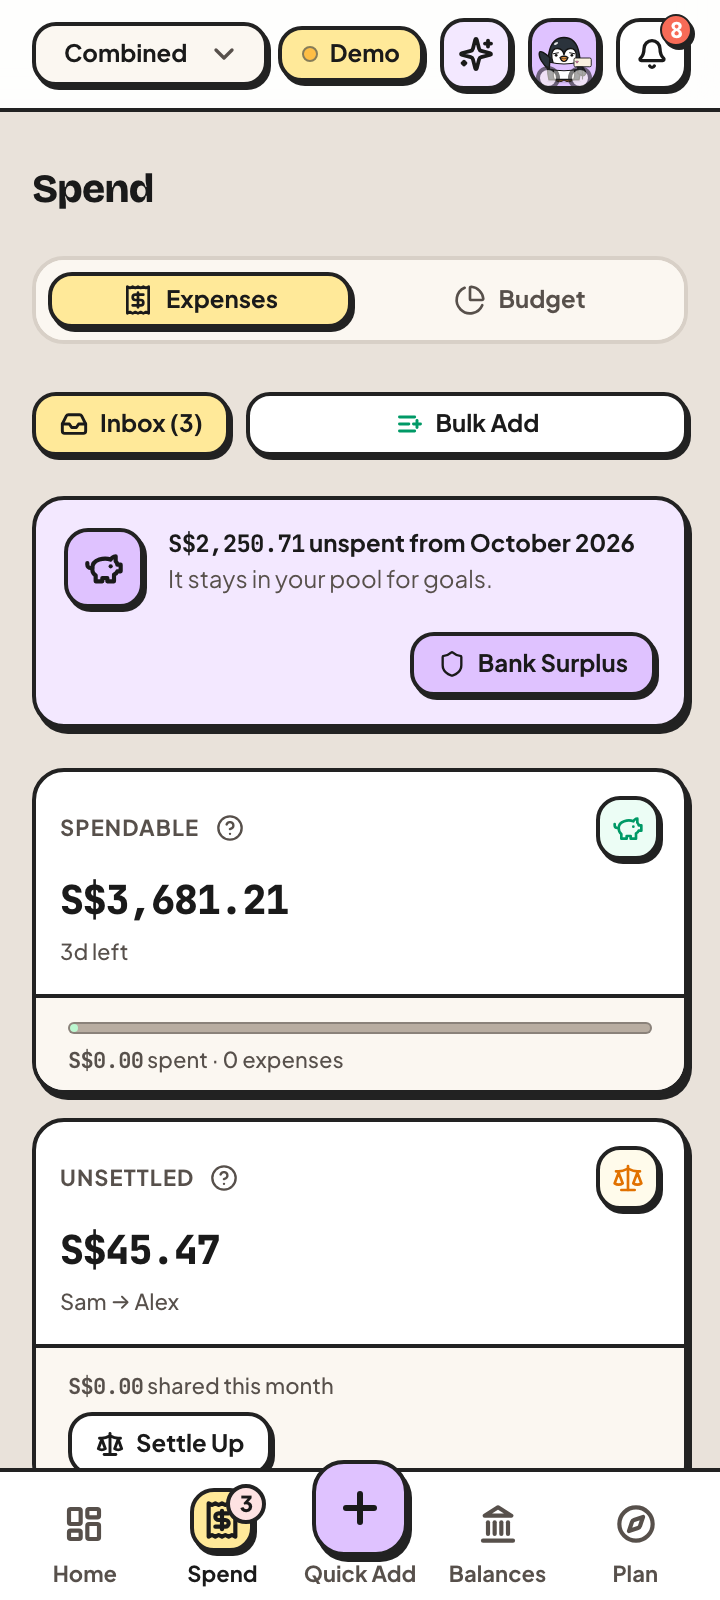 Combined
Demo
8
Spend
Expenses
Budget
Inbox (3)
Bulk Add
S$2,250.71 unspent from October 2026
It stays in your pool for goals.
Bank Surplus
SPENDABLE
S$3,681.21
3d left
S$0.00 spent · 0 expenses
UNSETTLED
S$45.47
Sam → Alex
S$0.00 shared this month
Settle Up
3
Home
Spend
Quick Add
Balances
Plan